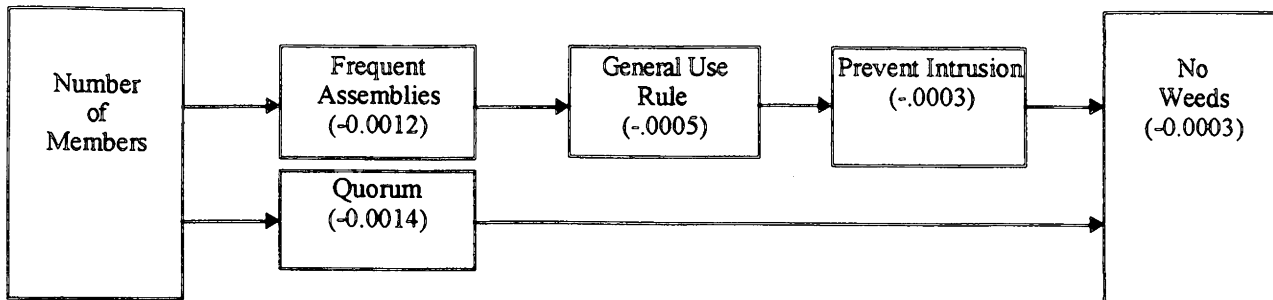 Number
of
Members
Frequent
Assemblies
(-0.0012)
General Use
Rule
(-.0005)
Prevent Intrusion
(-.0003)
No
Weeds
(-0.0003)
Quorum
(-0.0014)